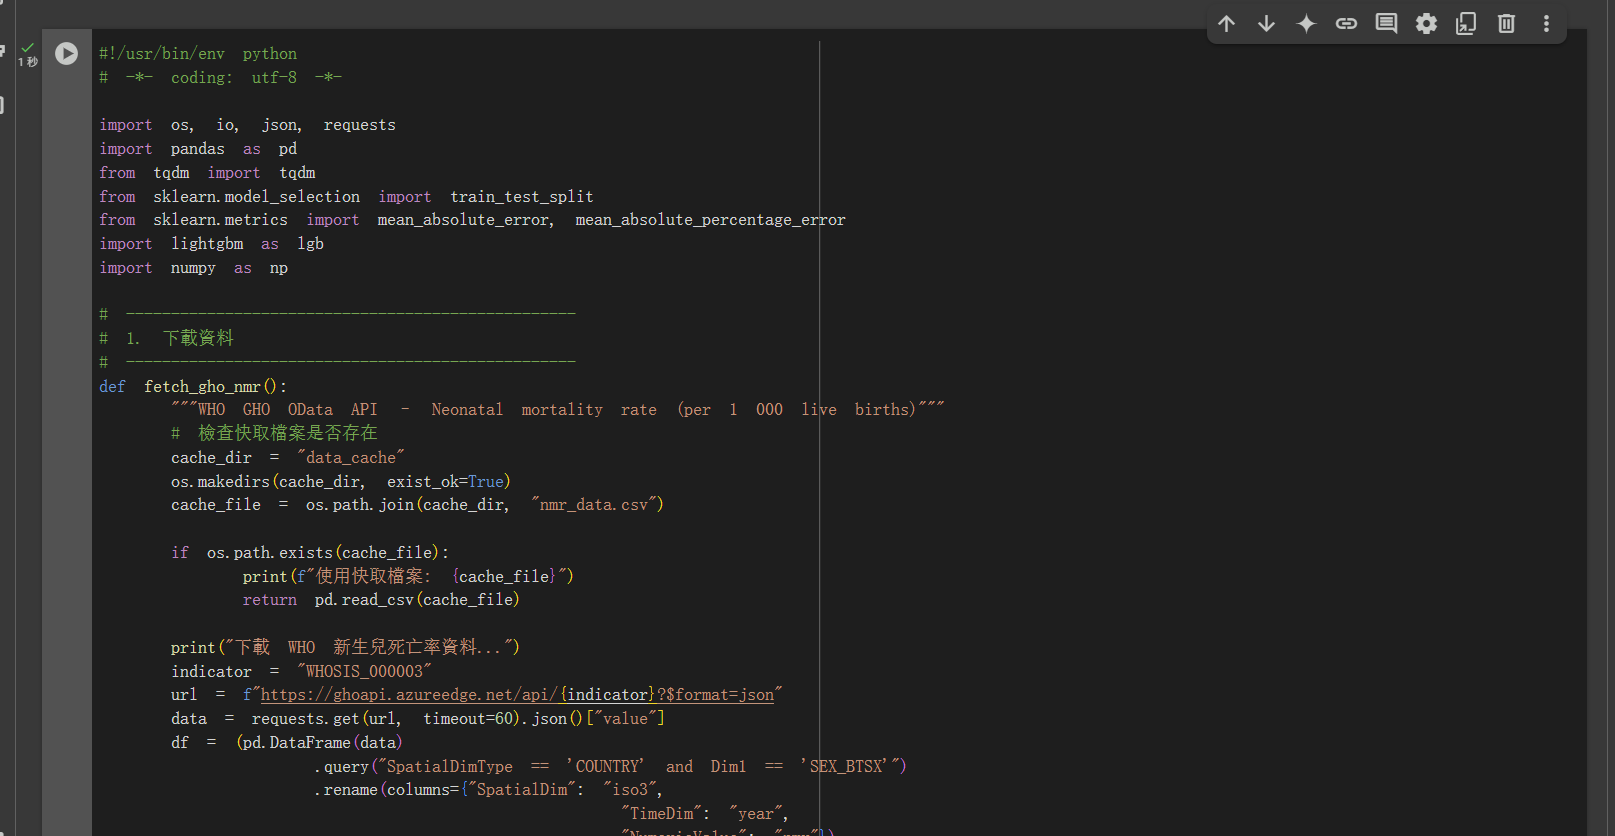 1 秒
#!/usr/bin/env python
# -*- coding: utf-8 -*-
import os, io, json, requests
import pandas as pd
from tqdm import tqdm
from sklearn.model_selection import train_test_split
from sklearn.metrics import mean_absolute_error, mean_absolute_percentage_error
import lightgbm as lgb
import numpy as np
# --------------------------------------------------
# 1. 下載資料
# --------------------------------------------------
def fetch_gho_nmr():
"""WHO GHO OData API - Neonatal mortality rate (per 1 000 live births)"""
# 檢查快取檔案是否存在
cache_dir = "data_cache"
os.makedirs(cache_dir, exist_ok=True)
cache_file = os.path.join(cache_dir, "nmr_data.csv")
if os.path.exists(cache_file):
print(f"使用快取檔案: {cache_file}")
return pd.read_csv(cache_file)
print("下載 WHO 新生兒死亡率資料...")
indicator = "WHOSIS_000003"
url = f"https://ghoapi.azureedge.net/api/{indicator}?$format=json"
data = requests.get(url, timeout=60).json()["value"]
df = (pd.DataFrame(data)
.query("SpatialDimType == 'COUNTRY' and Dim1 == 'SEX_BTSX'")
.rename(columns={"SpatialDim": "iso3",
"TimeDim": "year",
"NumericValue": "nmr"})